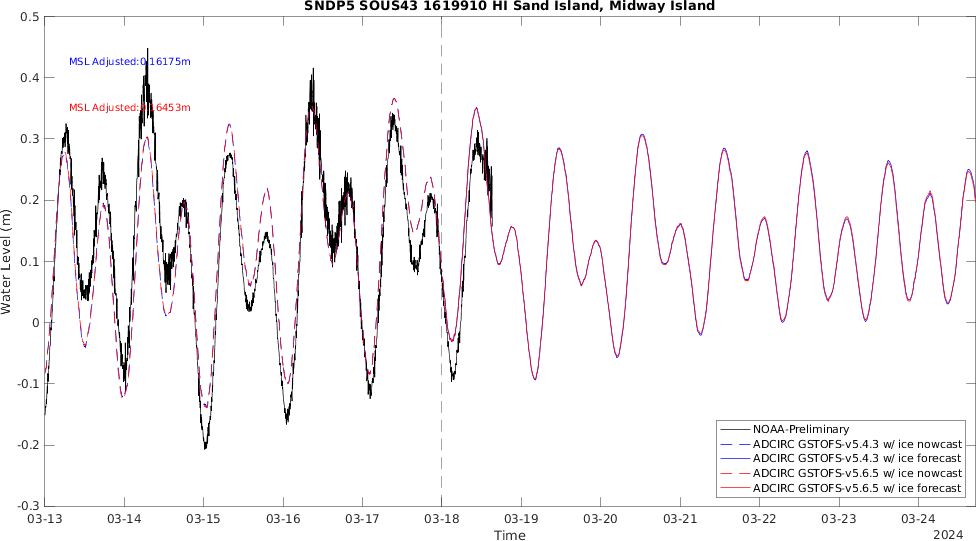 SNDP5 SOUS43 1619910 HI Sand Island, Midway Island
0.5
0.4
0.3
0.2
0.1
0
-0.1
-0.2
-0.3
Water Level (m)
MSL Adjusted:0.16175m
MSL Adjusted:0.16453m
NOAA-Preliminary
ADCIRC GSTOFS-v5.4.3 w/ ice nowcast
ADCIRC GSTOFS-v5.4.3 w/ ice forecast
ADCIRC GSTOFS-v5.6.5 w/ ice nowcast
ADCIRC GSTOFS-v5.6.5 w/ ice forecast
03-13 03-14 03-15 03-16 03-17 03-18 03-19 03-20 03-21 03-22 03-23 03-24
Time
2024